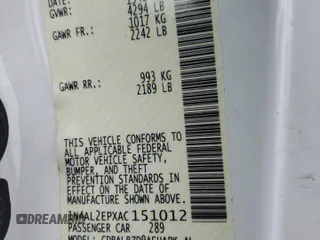 DATE:
GVWR: 4294 LB
1017 KG
GAWR FR.: 2242 LB
993 KG
GAWR RR.: 2189 LB
THIS VEHICLE CONFORMS TO
ALL APPLICABLE FEDERAL
MOTOR VEHICLE SAFETY,
BUMPER, AND THEFT
PREVENTION STANDARDS IN
EFFECT ON THE DATE OF
MANUFACTURE SHOWN ABOVE.
1N4AL2EPXAC151012
PASSENGER CAR 289
© AMERICANMOTORS